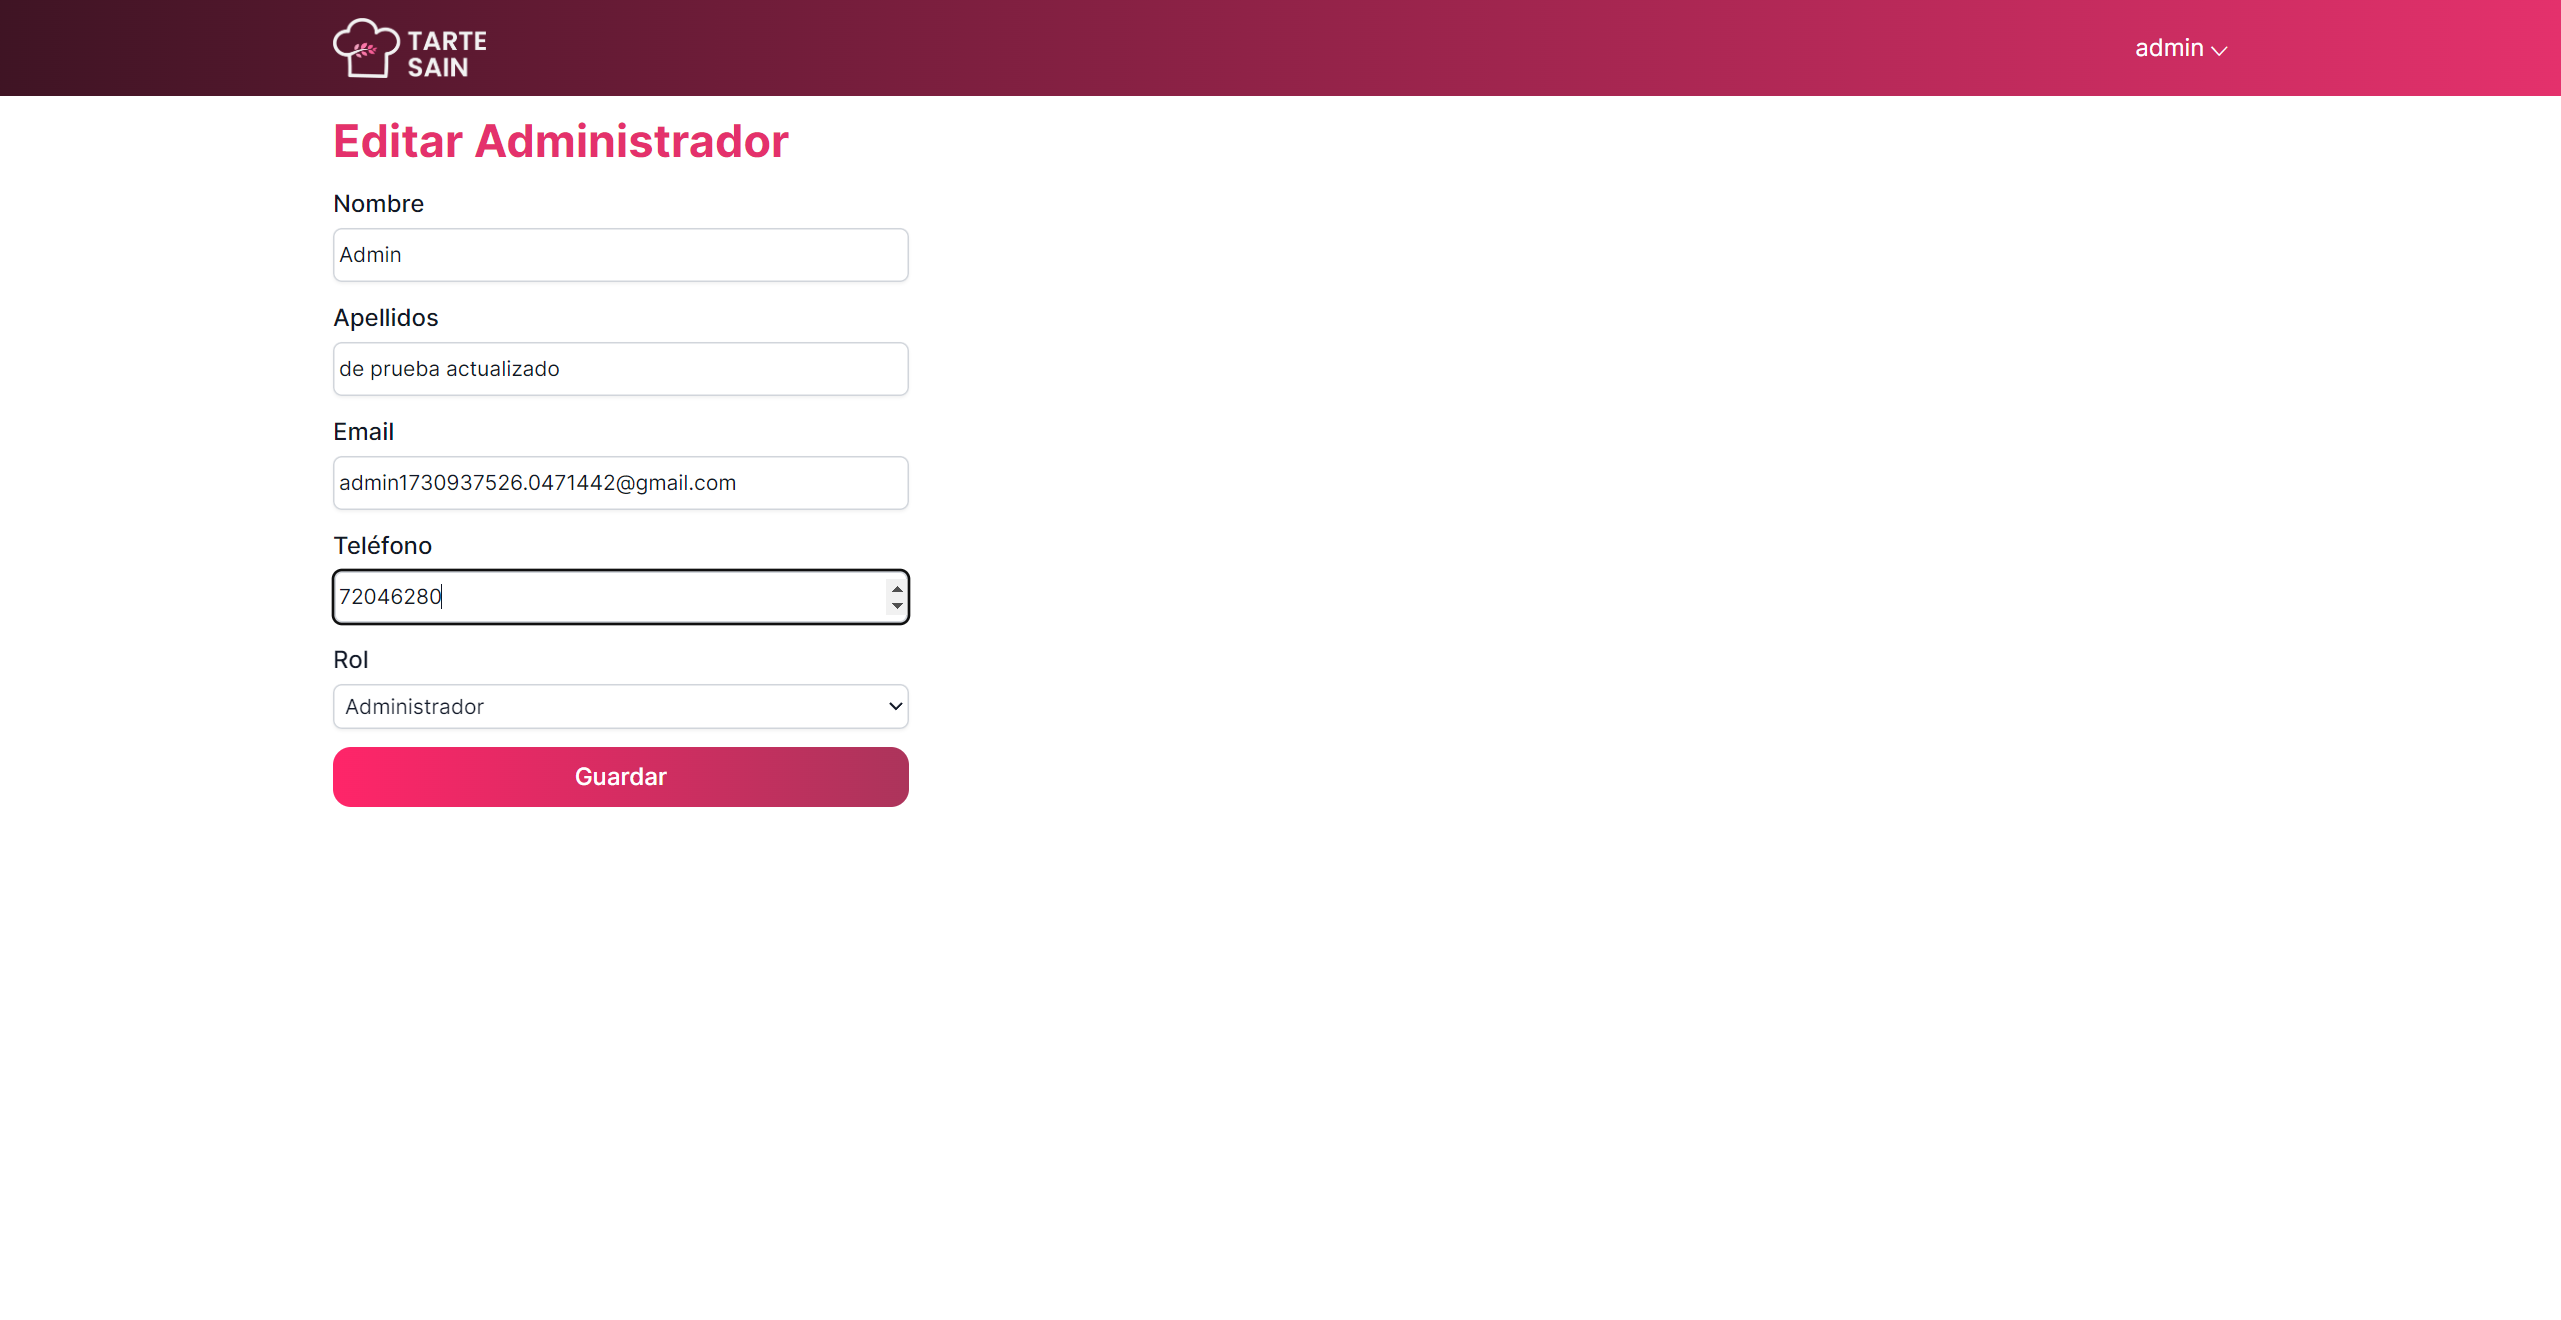 TARTE
SAIN
admin
Editar Administrador
Nombre
Admin
Apellidos
de prueba actualizado
Email
admin1730937526.0471442@gmail.com
Teléfono
72046280
Rol
Administrador
Guardar